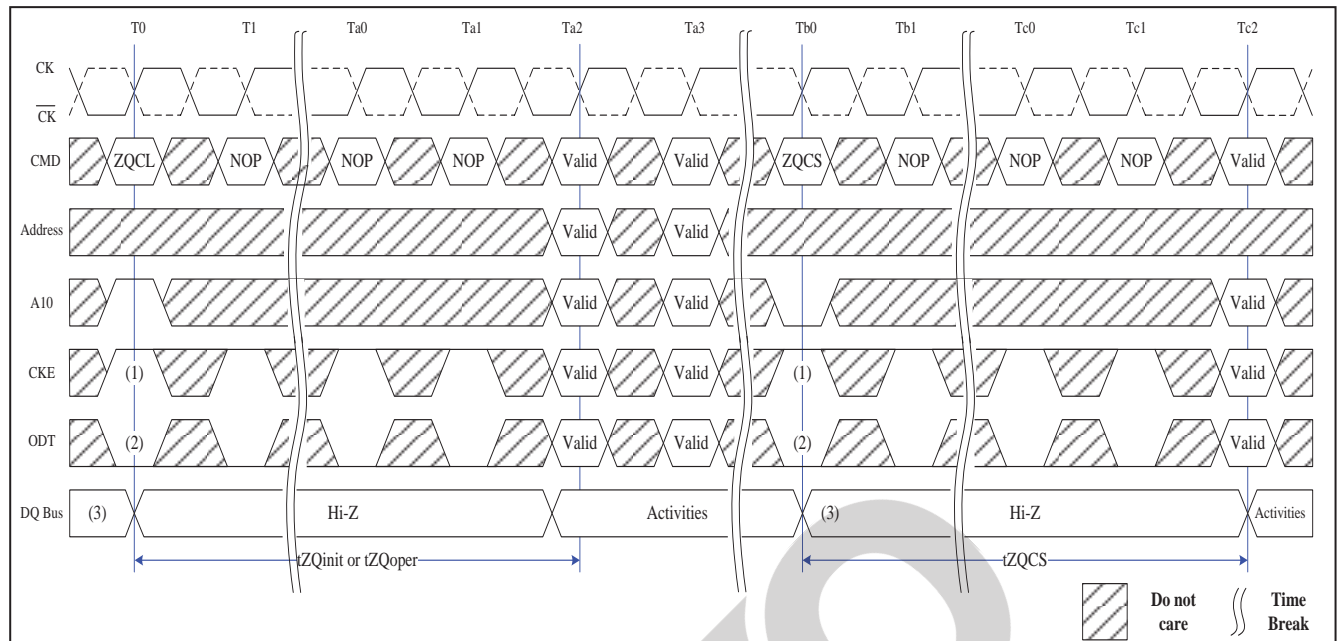 T0 T1 Ta0 Ta1 Ta2 Ta3 Tb0 Tb1 Tc0 Tc1 Tc2
CK
CK
CMD ZQCL NOP NOP NOP Valid Valid ZQCS NOP NOP NOP Valid
Address Valid Valid
A10 Valid Valid Valid
CKE (1) Valid Valid (1) Valid
ODT (2) Valid Valid (2) Valid
DQ Bus (3) Hi-Z Activities (3) Hi-Z Activities
tZQinit or tZQoper tZQCS
Do not care
Time Break